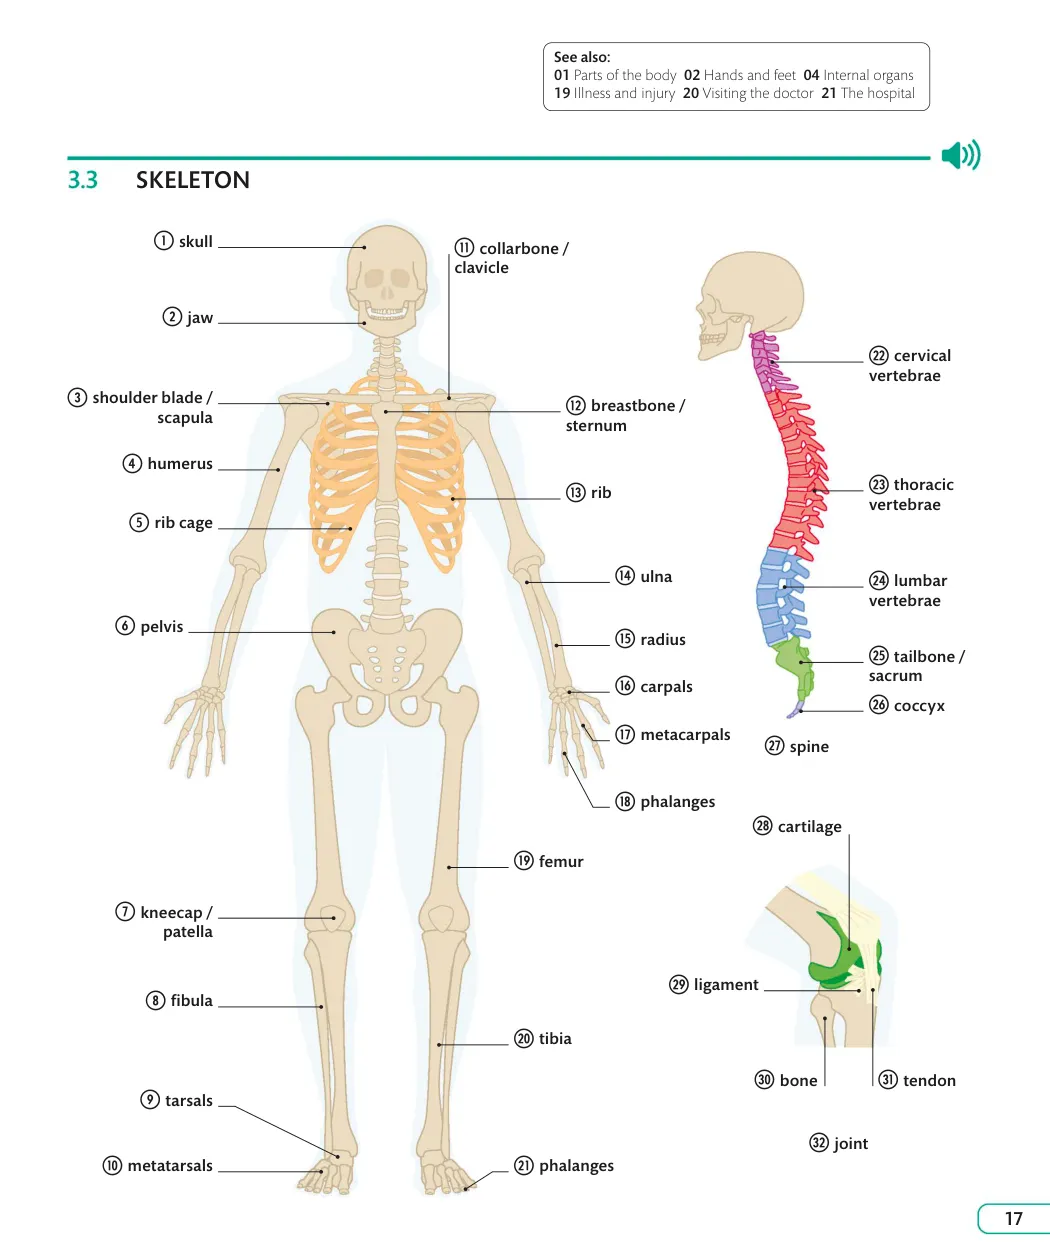 See also:
01 Parts of the body 02 Hands and feet 04 Internal organs
19 Illness and injury 20 Visiting the doctor 21 The hospital
3.3 SKELETON
1 skull
2 jaw
3 shoulder blade /
scapula
4 humerus
5 rib cage
6 pelvis
7 kneecap /
patella
8 fibula
9 tarsals
10 metatarsals
11 collarbone /
clavicle
12 breastbone /
sternum
13 rib
14 ulna
15 radius
16 carpals
17 metacarpals
18 phalanges
19 femur
20 tibia
21 phalanges
22 cervical
vertebrae
23 thoracic
vertebrae
24 lumbar
vertebrae
25 tailbone /
sacrum
26 coccyx
27 spine
28 cartilage
29 ligament
30 bone
31 tendon
32 joint
17